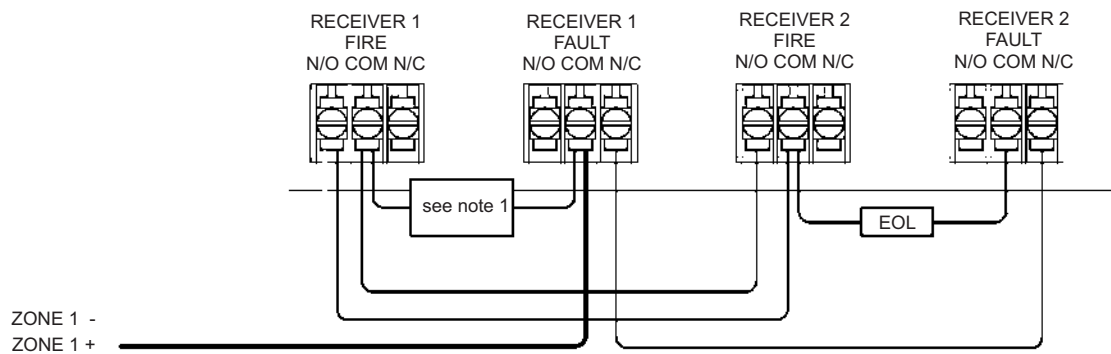 RECEIVER 1
FIRE
N/O COM N/C
RECEIVER 1
FAULT
N/O COM N/C
RECEIVER 2
FIRE
N/O COM N/C
RECEIVER 2
FAULT
N/O COM N/C
see note 1
EOL
ZONE 1 -
ZONE 1 +